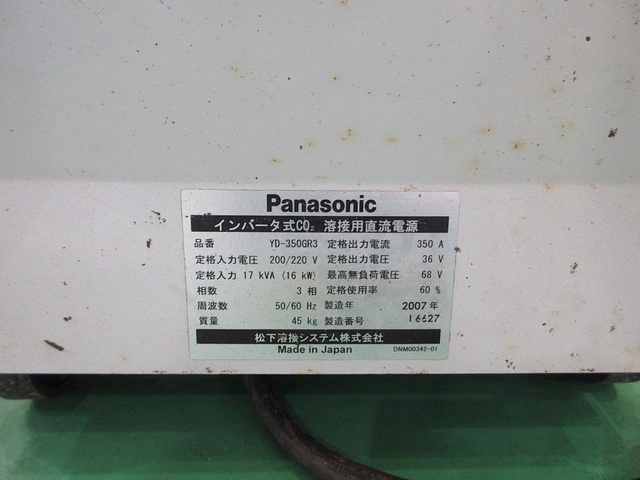 Panasonic
インバータ式CO₂ 溶接用直流電源
品番 YD-350GR3 定格出力電流 350 A
定格入力電圧 200/220 V 定格出力電圧 36 V
定格入力 17 kVA (16 kW) 最高無負荷電圧 68 V
相数 3 相 定格使用率 60 %
周波数 50/60 Hz 製造年 2007 年
質量 45 kg 製造番号 16627
松下溶接システム株式会社
Made in Japan DNM00342-01